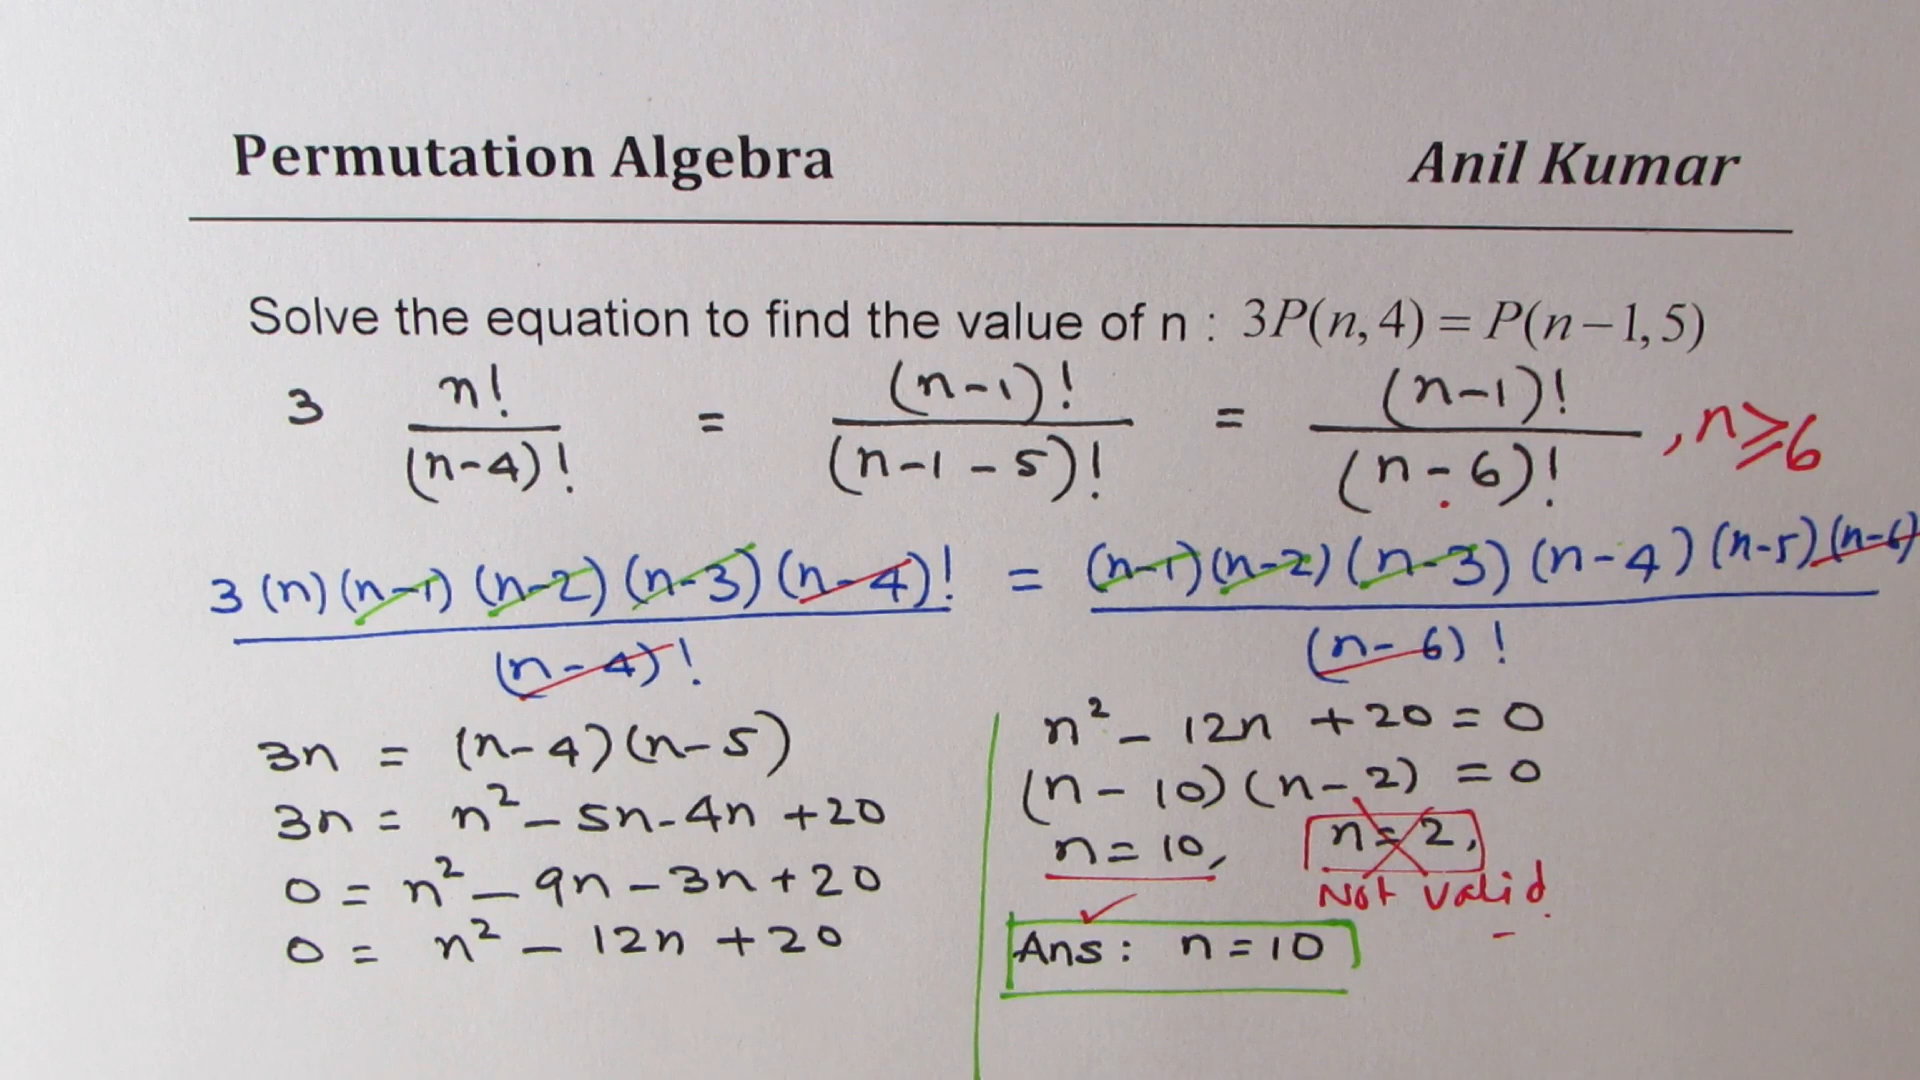 Permutation Algebra Anil Kumar
Solve the equation to find the value of n : 3P(n,4) = P(n−1,5)
3 n!/(n-4)! = (n-1)!/(n-1-5)! = (n-1)!/(n-6)! , n≥6
3(n)(n-1)(n-2)(n-3)(n-4)!/(n-4)! = (n-1)(n-2)(n-3)(n-4)(n-5)(n-6)/(n-6)!
3n = (n-4)(n-5)
3n = n²-5n-4n+20
0 = n²-9n-3n+20
0 = n²-12n+20
n²-12n+20=0
(n-10)(n-2)=0
n=10, n=2,
Not valid
Ans: n=10